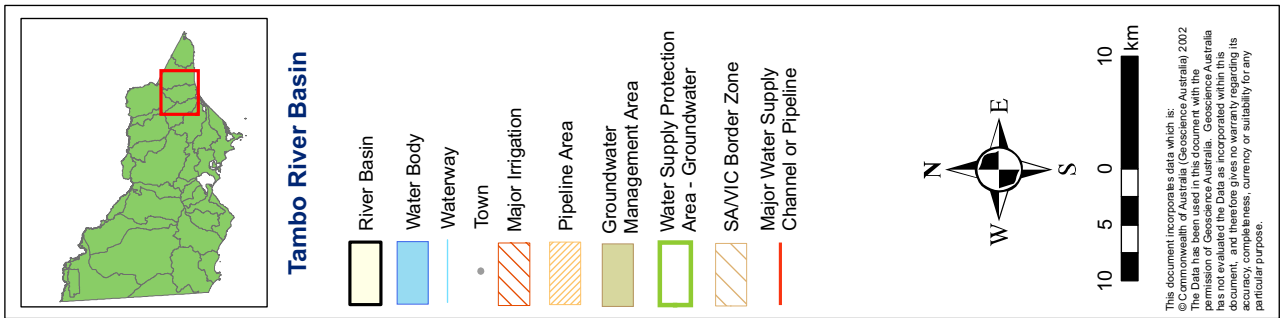 Tambo River Basin
River Basin
Water Body
Waterway
Town
Major Irrigation
Pipeline Area
Groundwater
Management Area
Water Supply Protection
Area - Groundwater
SA/VIC Border Zone
Major Water Supply
Channel or Pipeline
N
W
E
S
10
5
0
10
km
This document incorporates data which is:
© Commonwealth of Australia (Geoscience Australia) 2002
The Data has been used in this document with the
permission of Geoscience Australia. Geoscience Australia
has not evaluated the Data as incorporated within this
document, and therefore gives no warranty regarding its
accuracy, completeness, currency or suitability for any
particular purpose.